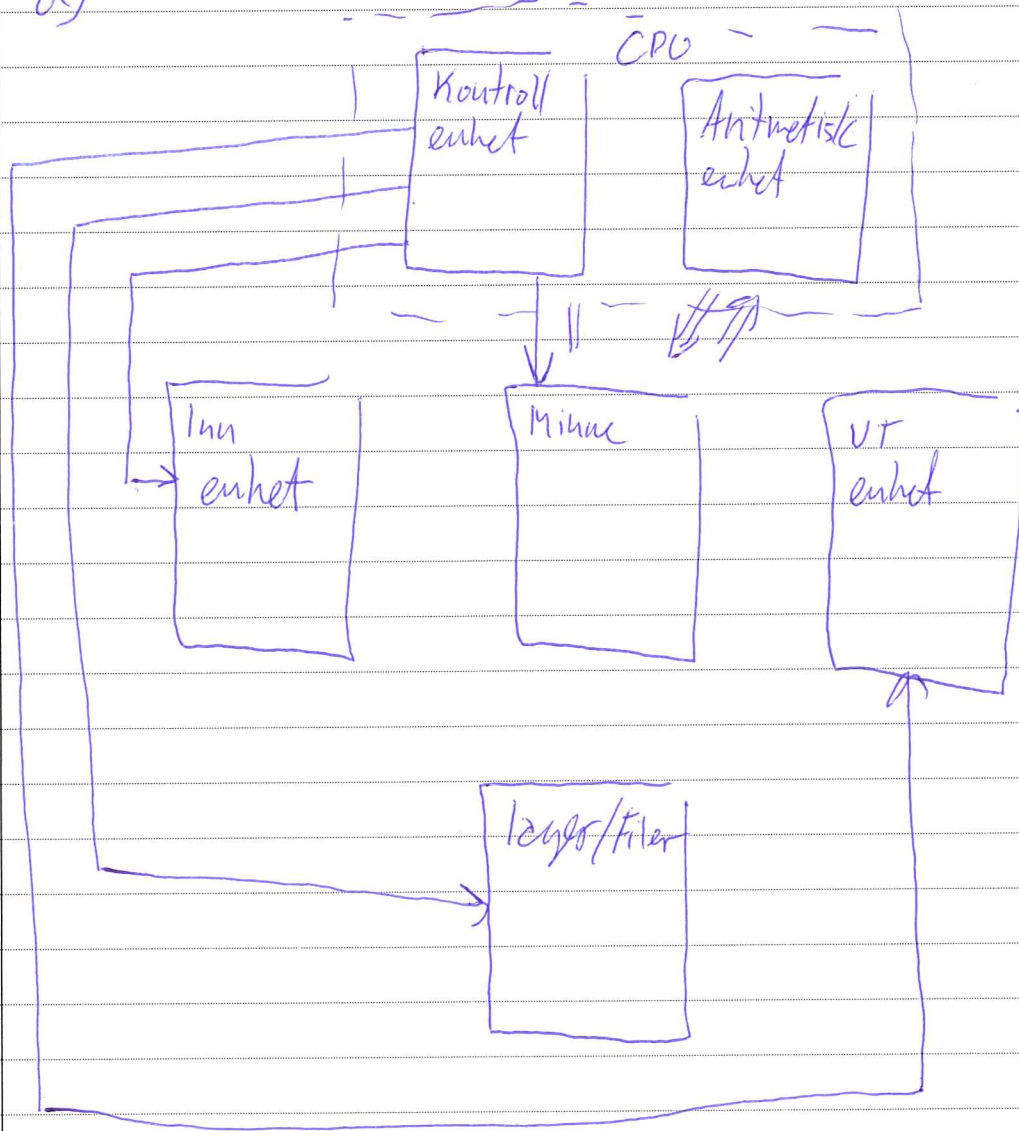 CPU
Kontroll
enhet
Aritmetisk
enhet
Inn
enhet
Minne
UT
enhet
lager/Filer